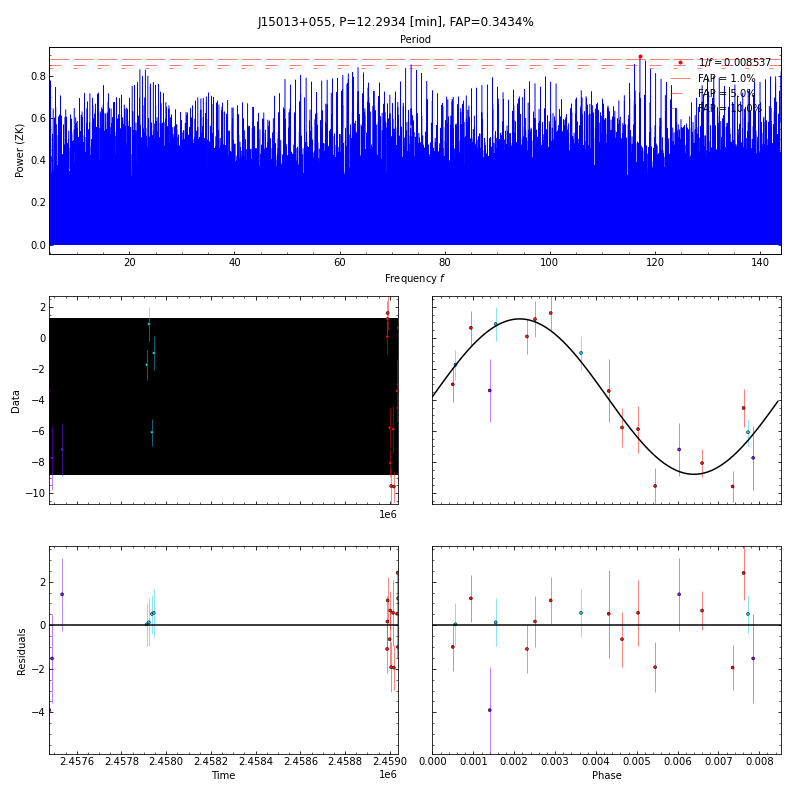 J15013+055, P=12.2934 [min], FAP=0.3434%
Period
Power (ZK)
0.8
0.6
0.4
0.2
0.0
1/f = 0.008537
FAP = 1.0%
FAP = 5.0%
FAP = 10.0%
20 40 60 80 100 120 140
Frequency f
Data
2
0
−2
−4
−6
−8
−10
1e6
Residuals
2
0
−2
−4
2.4576 2.4578 2.4580 2.4582 2.4584 2.4586 2.4588 2.4590
1e6
Time
0.000 0.001 0.002 0.003 0.004 0.005 0.006 0.007 0.008
Phase